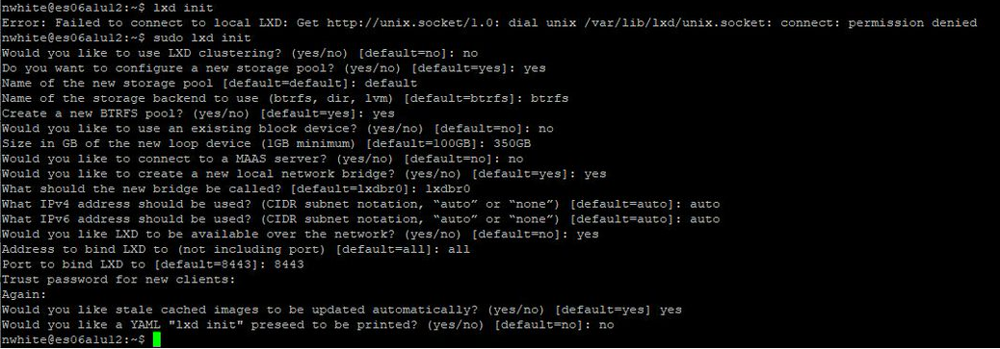 nwhite@es06a1u12:~$ lxd init
Error: Failed to connect to local LXD: Get http://unix.socket/1.0: dial unix /var/lib/lxd/unix.socket: connect: permission denied
nwhite@es06a1u12:~$ sudo lxd init
Would you like to use LXD clustering? (yes/no) [default=no]: no
Do you want to configure a new storage pool? (yes/no) [default=yes]: yes
Name of the new storage pool [default=default]: default
Name of the storage backend to use (btrfs, dir, lvm) [default=btrfs]: btrfs
Create a new BTRFS pool? (yes/no) [default=yes]: yes
Would you like to use an existing block device? (yes/no) [default=no]: no
Size in GB of the new loop device (1GB minimum) [default=100GB]: 350GB
Would you like to connect to a MAAS server? (yes/no) [default=no]: no
Would you like to create a new local network bridge? (yes/no) [default=yes]: yes
What should the new bridge be called? [default=lxdbr0]: lxdbr0
What IPv4 address should be used? (CIDR subnet notation, “auto” or “none”) [default=auto]: auto
What IPv6 address should be used? (CIDR subnet notation, “auto” or “none”) [default=auto]: auto
Would you like LXD to be available over the network? (yes/no) [default=no]: yes
Address to bind LXD to (not including port) [default=all]: all
Port to bind LXD to [default=8443]: 8443
Trust password for new clients:
Again:
Would you like stale cached images to be updated automatically? (yes/no) [default=yes] yes
Would you like a YAML "lxd init" preseed to be printed? (yes/no) [default=no]: no
nwhite@es06a1u12:~$